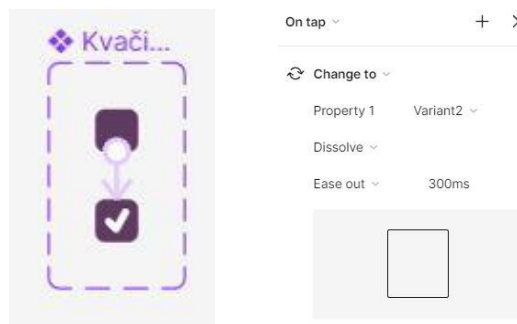 Kvači...
On tap
Change to
Property 1 Variant2
Dissolve
Ease out 300ms